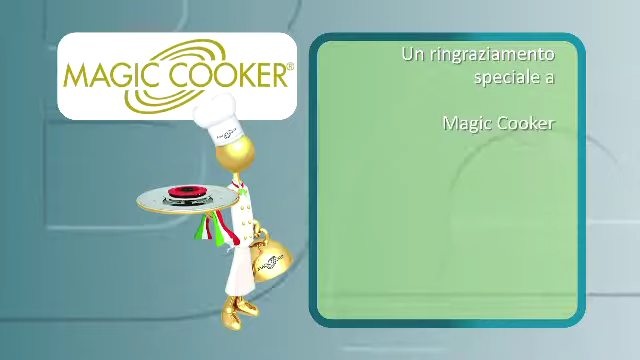 MAGIC COOKER®
Un ringraziamento
speciale a
Magic Cooker